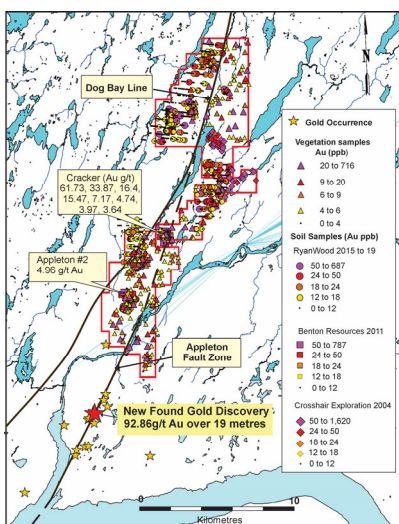 N
Dog Bay Line
Cracker (Au g/t)
61.73, 33.87, 16.4,
15.47, 7.17, 4.74,
3.97, 3.64
Appleton #2
4.96 g/t Au
Appleton
Fault Zone
New Found Gold Discovery
92.86g/t Au over 19 metres
0
10
Kilometres
Gold Occurrence
Vegetation samples
Au (ppb)
20 to 716
9 to 20
6 to 9
4 to 6
0 to 4
Soil Samples (Au ppb)
RyanWood 2015 to 19
50 to 687
24 to 50
18 to 24
12 to 18
0 to 12
Benton Resources 2011
50 to 787
24 to 50
18 to 24
12 to 18
0 to 12
Crosshair Exploration 2004
50 to 1,620
24 to 50
18 to 24
12 to 18
0 to 12